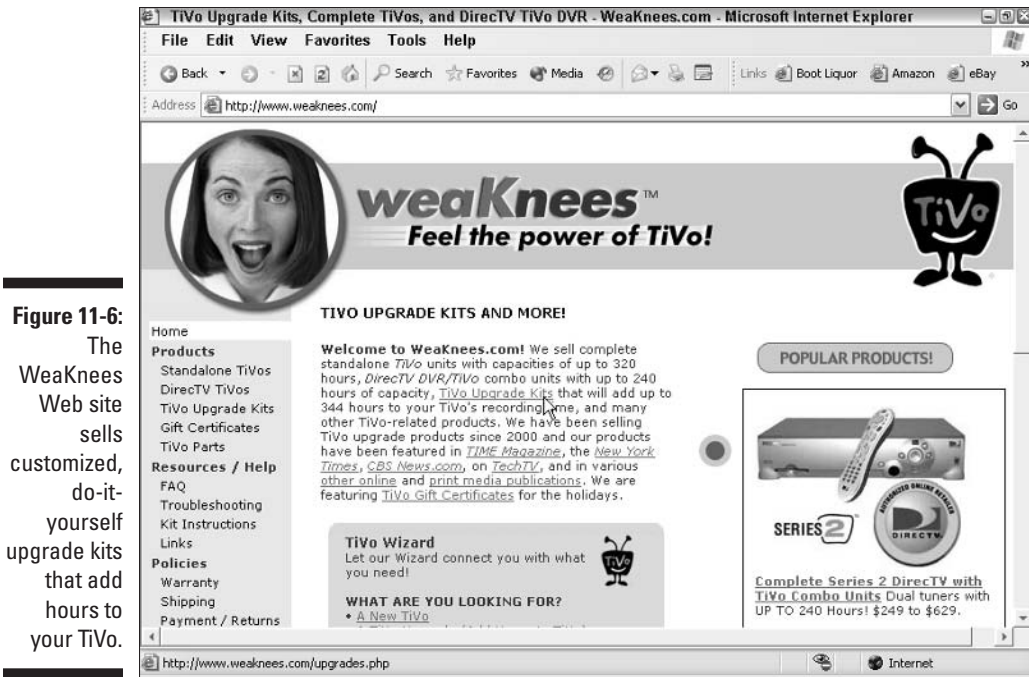 TiVo Upgrade Kits, Complete TiVos, and DirecTV TiVo DVR - WeaKnees.com - Microsoft Internet Explorer
File Edit View Favorites Tools Help
Back Search Favorites Media Links Boot Liquor Amazon eBay »
Address http://www.weaknees.com/ Go
weaKnees™
Feel the power of TiVo!
TiVo
Figure 11-6:
The
WeaKnees
Web site
sells
customized,
do-it-
yourself
upgrade kits
that add
hours to
your TiVo.
Home
Products
Standalone TiVos
DirecTV TiVos
TiVo Upgrade Kits
Gift Certificates
TiVo Parts
Resources / Help
FAQ
Troubleshooting
Kit Instructions
Links
Policies
Warranty
Shipping
Payment / Returns
TIVO UPGRADE KITS AND MORE!
Welcome to WeaKnees.com! We sell complete
standalone TiVo units with capacities of up to 320
hours, DirecTV DVR/TiVo combo units with up to 240
hours of capacity, TiVo Upgrade Kits that will add up to
344 hours to your TiVo's recording time, and many
other TiVo-related products. We have been selling
TiVo upgrade products since 2000 and our products
have been featured in TIME Magazine, the New York
Times, CBS News.com, on TechTV, and in various
other online and print media publications. We are
featuring TiVo Gift Certificates for the holidays.
TiVo Wizard
Let our Wizard connect you with what
you need!
TiVo
WHAT ARE YOU LOOKING FOR?
• A New TiVo
POPULAR PRODUCTS!
SERIES2™
AUTHORIZED ONLINE RETAILER
DIRECTV
Complete Series 2 DirecTV with
TiVo Combo Units Dual tuners with
UP TO 240 Hours! $249 to $629.
http://www.weaknees.com/upgrades.php Internet